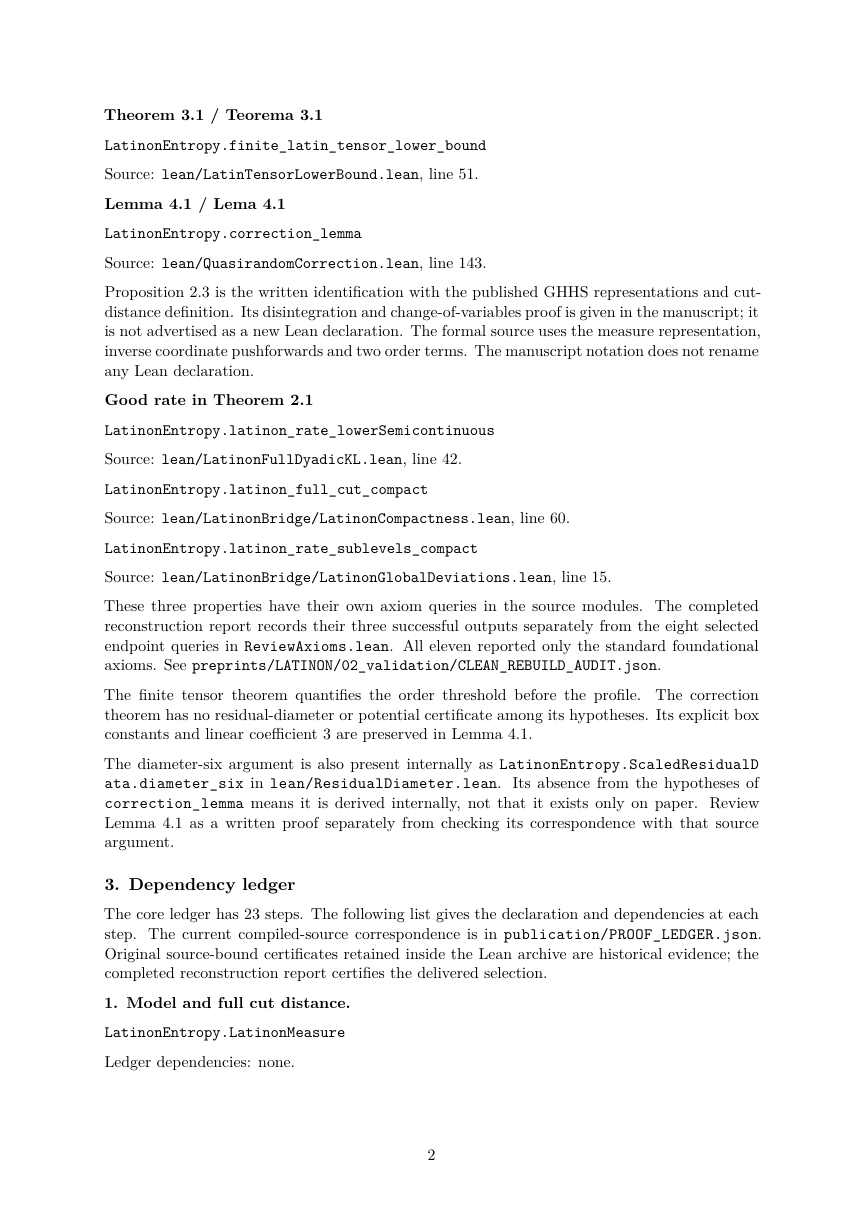 Theorem 3.1 / Teorema 3.1
LatinonEntropy.finite_latin_tensor_lower_bound
Source: lean/LatinTensorLowerBound.lean, line 51.
Lemma 4.1 / Lema 4.1
LatinonEntropy.correction_lemma
Source: lean/QuasirandomCorrection.lean, line 143.
Proposition 2.3 is the written identification with the published GHHS representations and cut-
distance definition. Its disintegration and change-of-variables proof is given in the manuscript; it
is not advertised as a new Lean declaration. The formal source uses the measure representation,
inverse coordinate pushforwards and two order terms. The manuscript notation does not rename
any Lean declaration.
Good rate in Theorem 2.1
LatinonEntropy.latinon_rate_lowerSemicontinuous
Source: lean/LatinonFullDyadicKL.lean, line 42.
LatinonEntropy.latinon_full_cut_compact
Source: lean/LatinonBridge/LatinonCompactness.lean, line 60.
LatinonEntropy.latinon_rate_sublevels_compact
Source: lean/LatinonBridge/LatinonGlobalDeviations.lean, line 15.
These three properties have their own axiom queries in the source modules. The completed
reconstruction report records their three successful outputs separately from the eight selected
endpoint queries in ReviewAxioms.lean. All eleven reported only the standard foundational
axioms. See preprints/LATINON/02_validation/CLEAN_REBUILD_AUDIT.json.
The finite tensor theorem quantifies the order threshold before the profile. The correction
theorem has no residual-diameter or potential certificate among its hypotheses. Its explicit box
constants and linear coefficient 3 are preserved in Lemma 4.1.
The diameter-six argument is also present internally as LatinonEntropy.ScaledResidualD
ata.diameter_six in lean/ResidualDiameter.lean. Its absence from the hypotheses of
correction_lemma means it is derived internally, not that it exists only on paper. Review
Lemma 4.1 as a written proof separately from checking its correspondence with that source
argument.
3. Dependency ledger
The core ledger has 23 steps. The following list gives the declaration and dependencies at each
step. The current compiled-source correspondence is in publication/PROOF_LEDGER.json.
Original source-bound certificates retained inside the Lean archive are historical evidence; the
completed reconstruction report certifies the delivered selection.
1. Model and full cut distance.
LatinonEntropy.LatinonMeasure
Ledger dependencies: none.
2